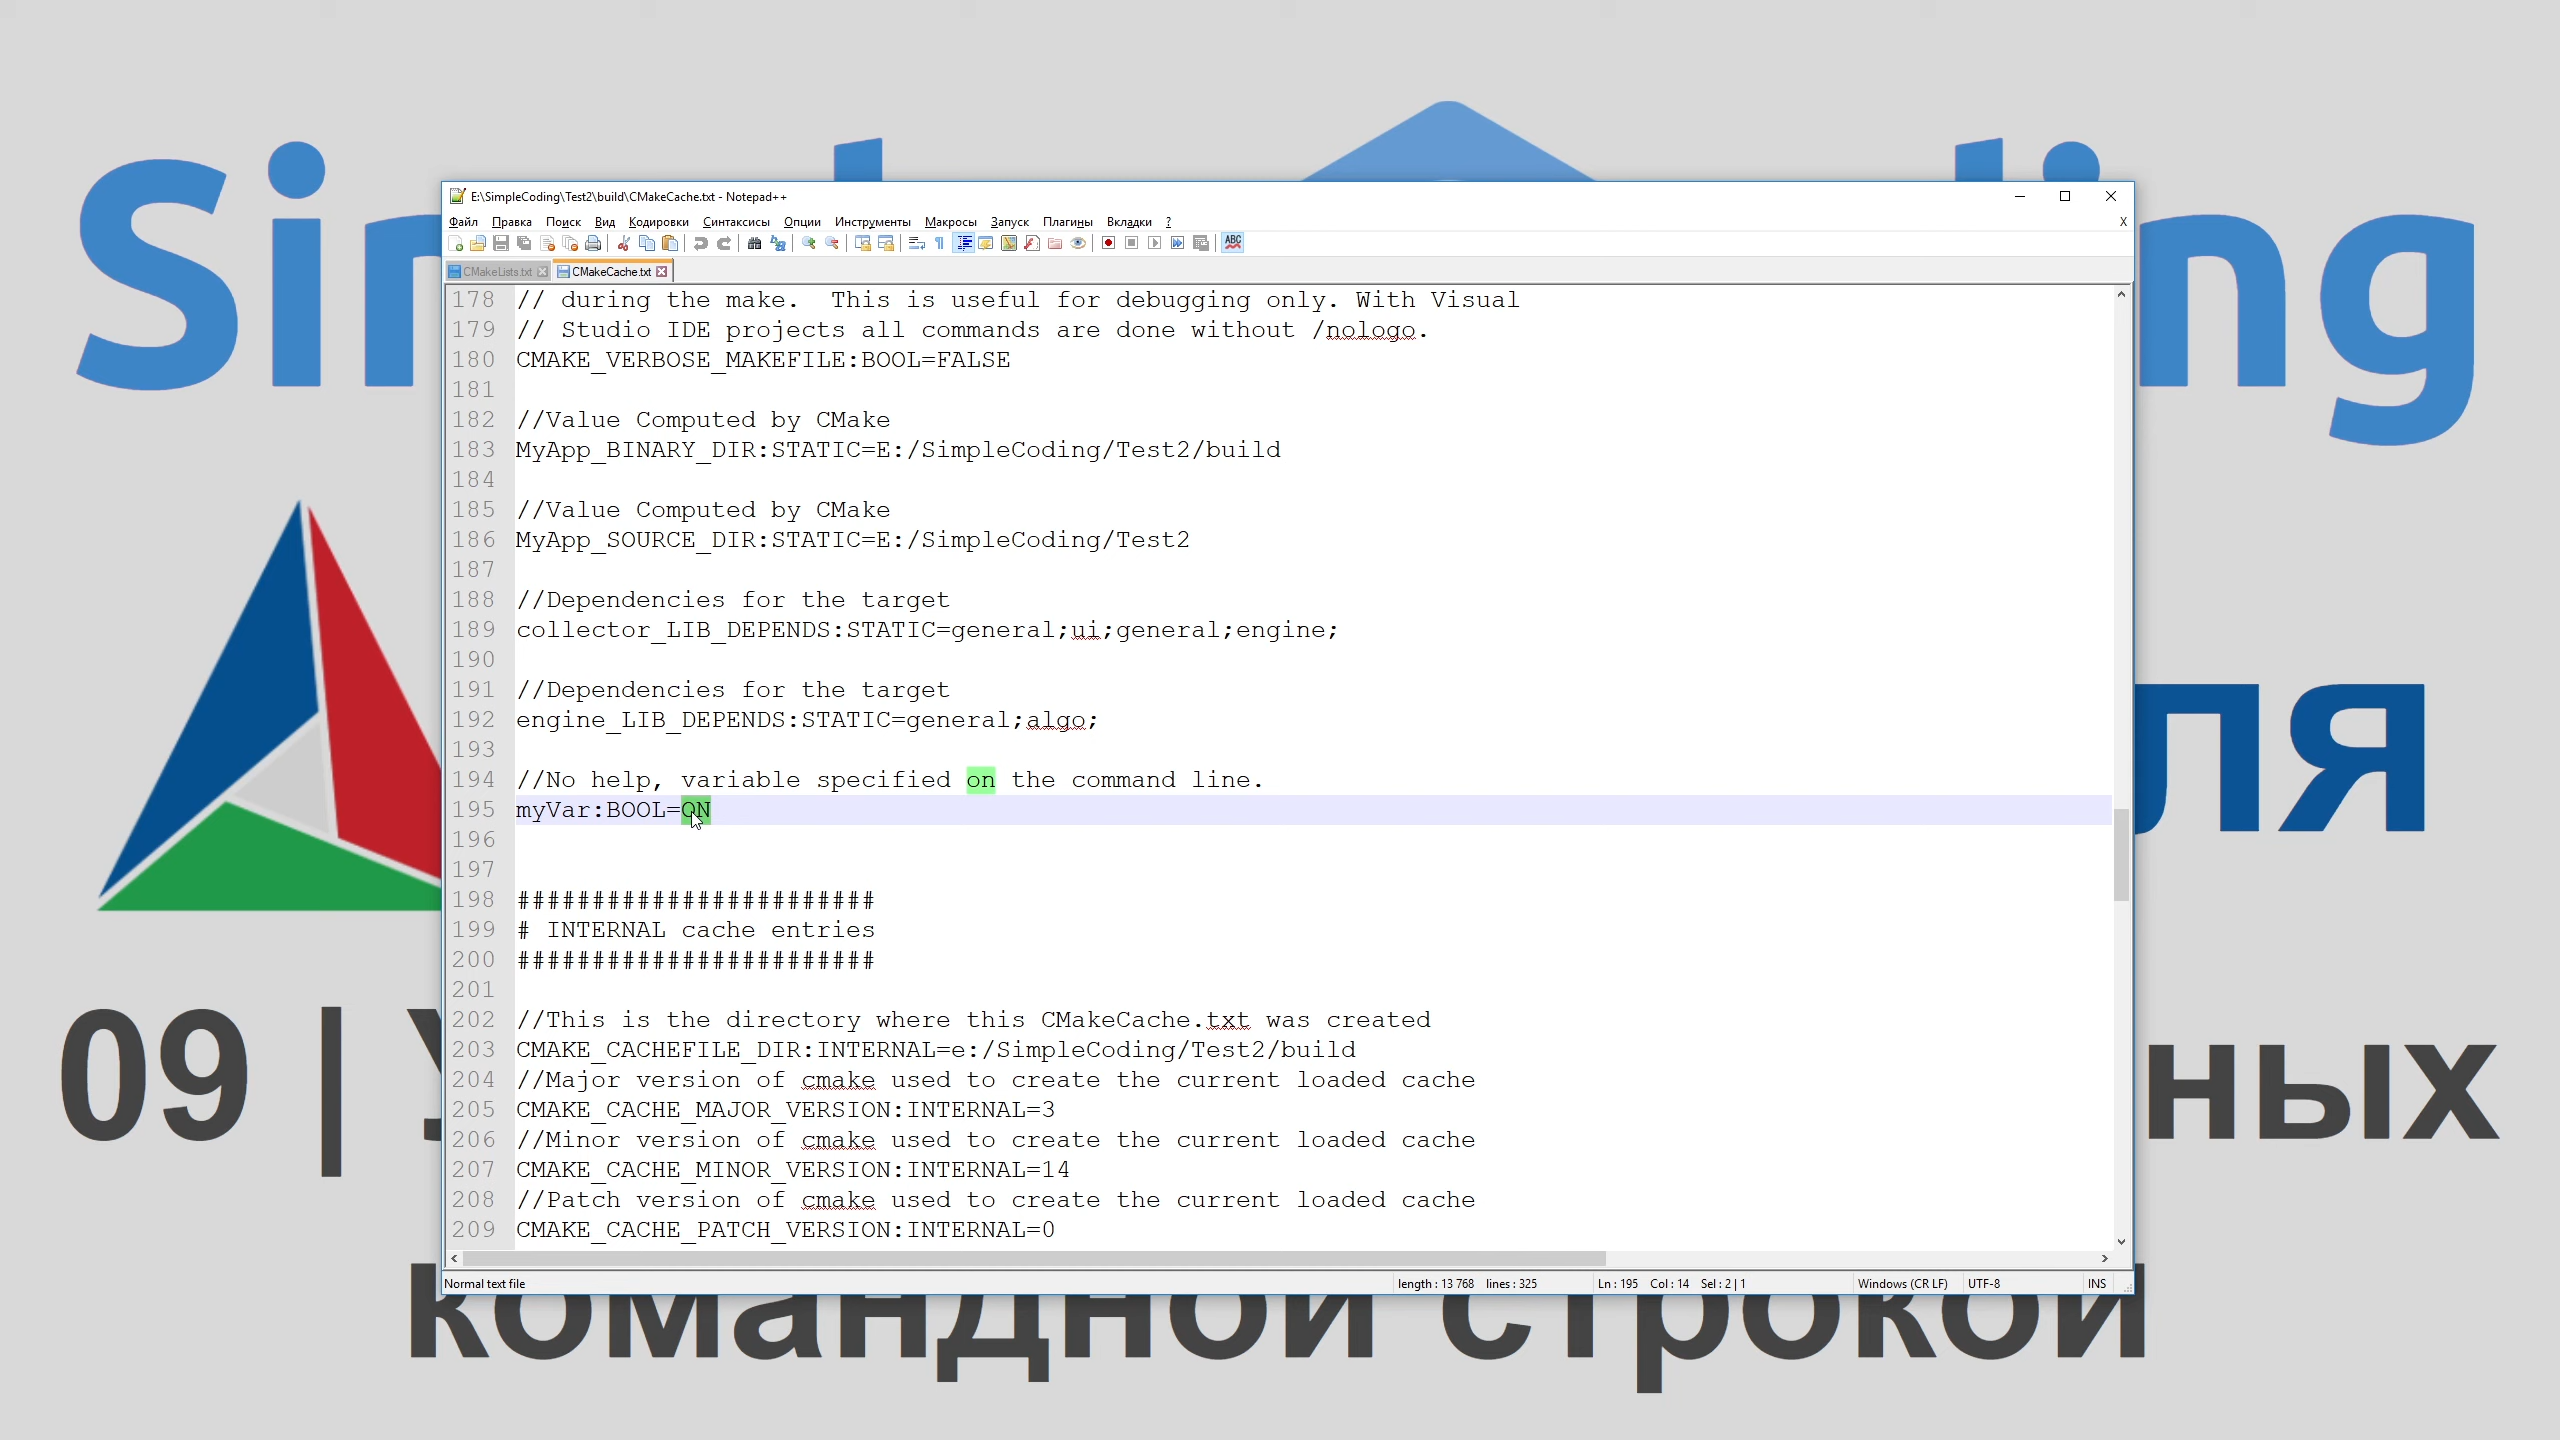 E:\SimpleCoding\Test2\build\CMakeCache.txt - Notepad++
Файл Правка Поиск Вид Кодировки Синтаксисы Опции Инструменты Макросы Запуск Плагины Вкладки ? X
CMakeLists.txt CMakeCache.txt
178 // during the make.  This is useful for debugging only. With Visual
179 // Studio IDE projects all commands are done without /nologo.
180 CMAKE_VERBOSE_MAKEFILE:BOOL=FALSE
181
182 //Value Computed by CMake
183 MyApp_BINARY_DIR:STATIC=E:/SimpleCoding/Test2/build
184
185 //Value Computed by CMake
186 MyApp_SOURCE_DIR:STATIC=E:/SimpleCoding/Test2
187
188 //Dependencies for the target
189 collector_LIB_DEPENDS:STATIC=general;ui;general;engine;
190
191 //Dependencies for the target
192 engine_LIB_DEPENDS:STATIC=general;algo;
193
194 //No help, variable specified on the command line.
195 myVar:BOOL=ON
196
197
198 ########################
199 # INTERNAL cache entries
200 ########################
201
202 //This is the directory where this CMakeCache.txt was created
203 CMAKE_CACHEFILE_DIR:INTERNAL=e:/SimpleCoding/Test2/build
204 //Major version of cmake used to create the current loaded cache
205 CMAKE_CACHE_MAJOR_VERSION:INTERNAL=3
206 //Minor version of cmake used to create the current loaded cache
207 CMAKE_CACHE_MINOR_VERSION:INTERNAL=14
208 //Patch version of cmake used to create the current loaded cache
209 CMAKE_CACHE_PATCH_VERSION:INTERNAL=0
Normal text file length : 13 768 lines : 325 Ln : 195 Col : 14 Sel : 2 | 1 Windows (CR LF) UTF-8 INS
09 |
командной строкой